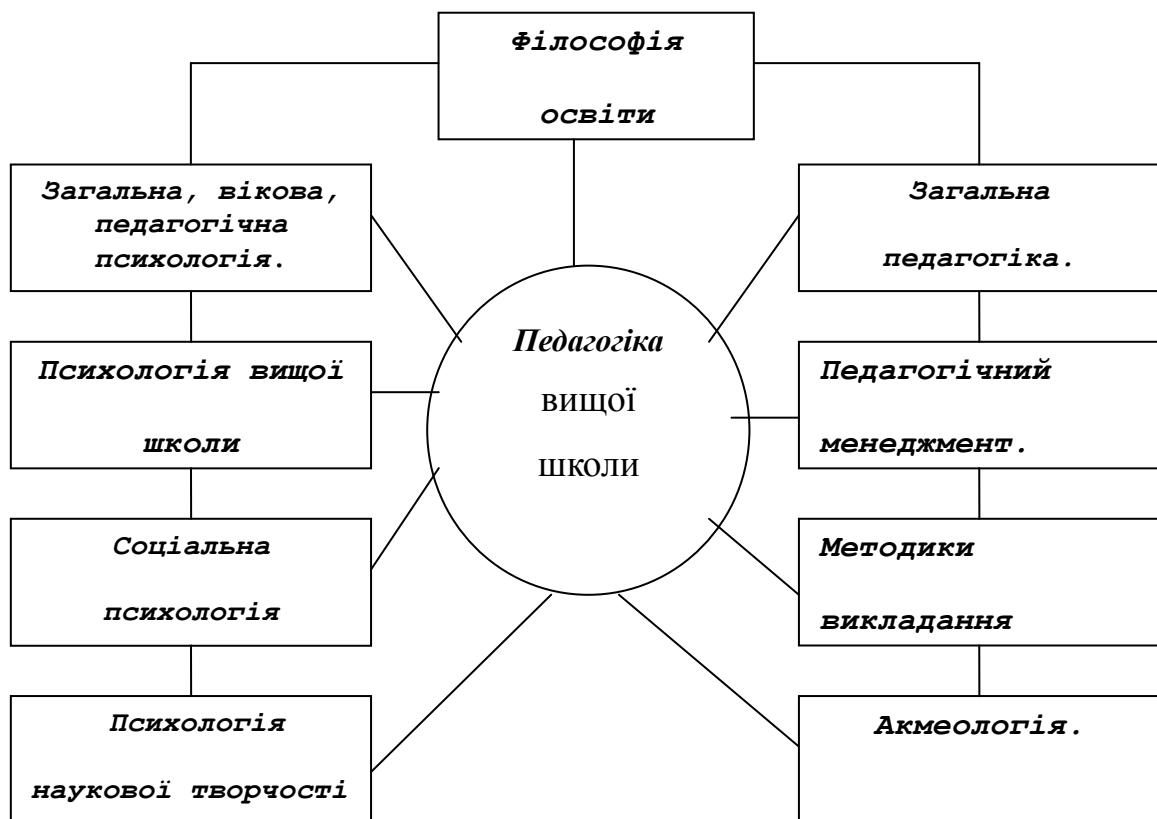 Філософія
освіти
Загальна, вікова,
педагогічна
психологія.
Загальна
педагогіка.
Педагогіка
вищої
школи
Психологія вищої
школи
Педагогічний
менеджмент.
Соціальна
психологія
Методики
викладання
Психологія
наукової творчості
Акмеологія.